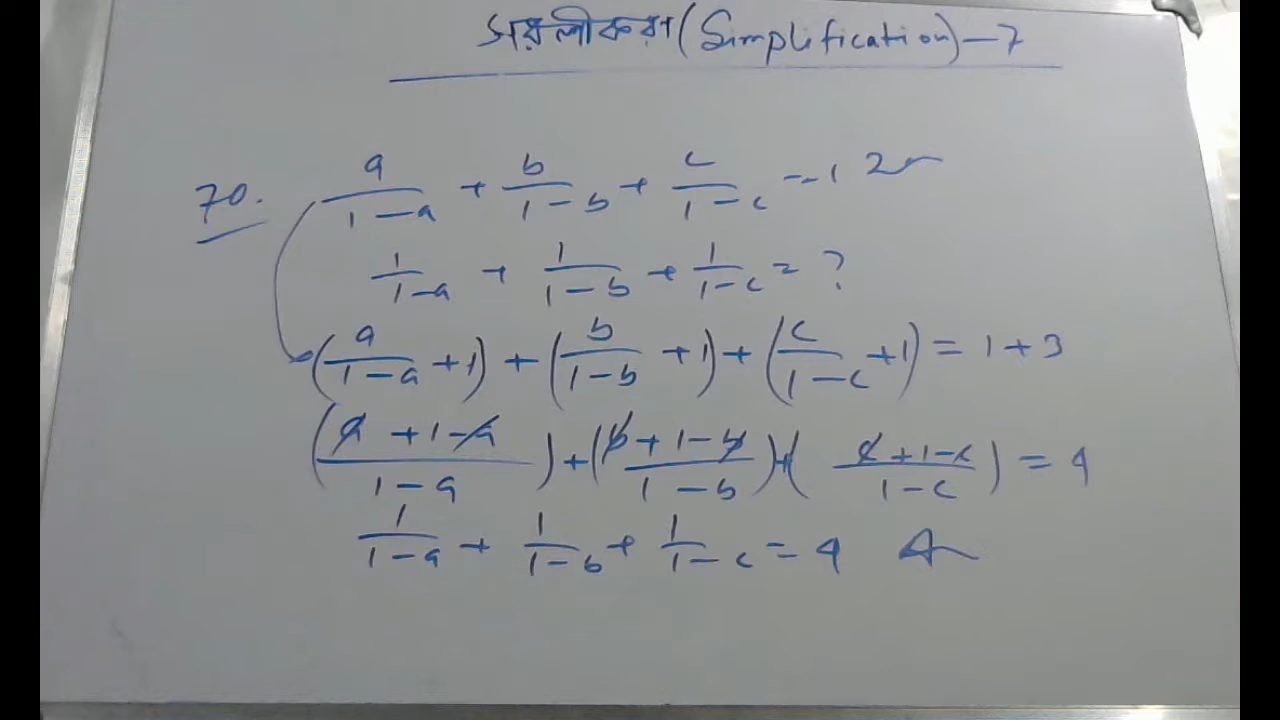 সরলীকরণ (Simplification) - 7
70. a/(1-a) + b/(1-b) + c/(1-c) = 1
1/(1-a) + 1/(1-b) + 1/(1-c) = ?
(a/(1-a) + 1) + (b/(1-b) + 1) + (c/(1-c) + 1) = 1 + 3
((a + 1 - a)/(1-a)) + ((b + 1 - b)/(1-b)) + ((c + 1 - c)/(1-c)) = 4
1/(1-a) + 1/(1-b) + 1/(1-c) = 4